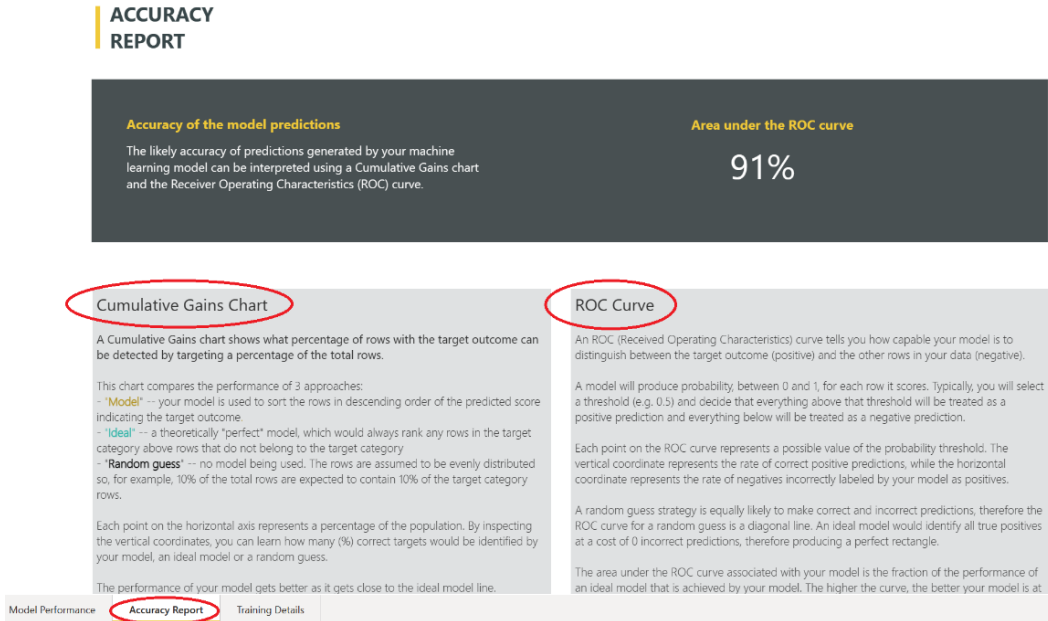 ACCURACY
REPORT
Accuracy of the model predictions
The likely accuracy of predictions generated by your machine
learning model can be interpreted using a Cumulative Gains chart
and the Receiver Operating Characteristics (ROC) curve.
Area under the ROC curve
91%
Cumulative Gains Chart
A Cumulative Gains chart shows what percentage of rows with the target outcome can
be detected by targeting a percentage of the total rows.
This chart compares the performance of 3 approaches:
- "Model" -- your model is used to sort the rows in descending order of the predicted score
indicating the target outcome.
- "Ideal" -- a theoretically "perfect" model, which would always rank any rows in the target
category above rows that do not belong to the target category
- "Random guess" -- no model being used. The rows are assumed to be evenly distributed
so, for example, 10% of the total rows are expected to contain 10% of the target category
rows.
Each point on the horizontal axis represents a percentage of the population. By inspecting
the vertical coordinates, you can learn how many (%) correct targets would be identified by
your model, an ideal model or a random guess.
The performance of your model gets better as it gets close to the ideal model line.
ROC Curve
An ROC (Received Operating Characteristics) curve tells you how capable your model is to
distinguish between the target outcome (positive) and the other rows in your data (negative).
A model will produce probability, between 0 and 1, for each row it scores. Typically, you will select
a threshold (e.g. 0.5) and decide that everything above that threshold will be treated as a
positive prediction and everything below will be treated as a negative prediction.
Each point on the ROC curve represents a possible value of the probability threshold. The
vertical coordinate represents the rate of correct positive predictions, while the horizontal
coordinate represents the rate of negatives incorrectly labeled by your model as positives.
A random guess strategy is equally likely to make correct and incorrect predictions, therefore the
ROC curve for a random guess is a diagonal line. An ideal model would identify all true positives
at a cost of 0 incorrect predictions, therefore producing a perfect rectangle.
The area under the ROC curve associated with your model is the fraction of the performance of
an ideal model that is achieved by your model. The higher the curve, the better your model is at
Model Performance
Accuracy Report
Training Details